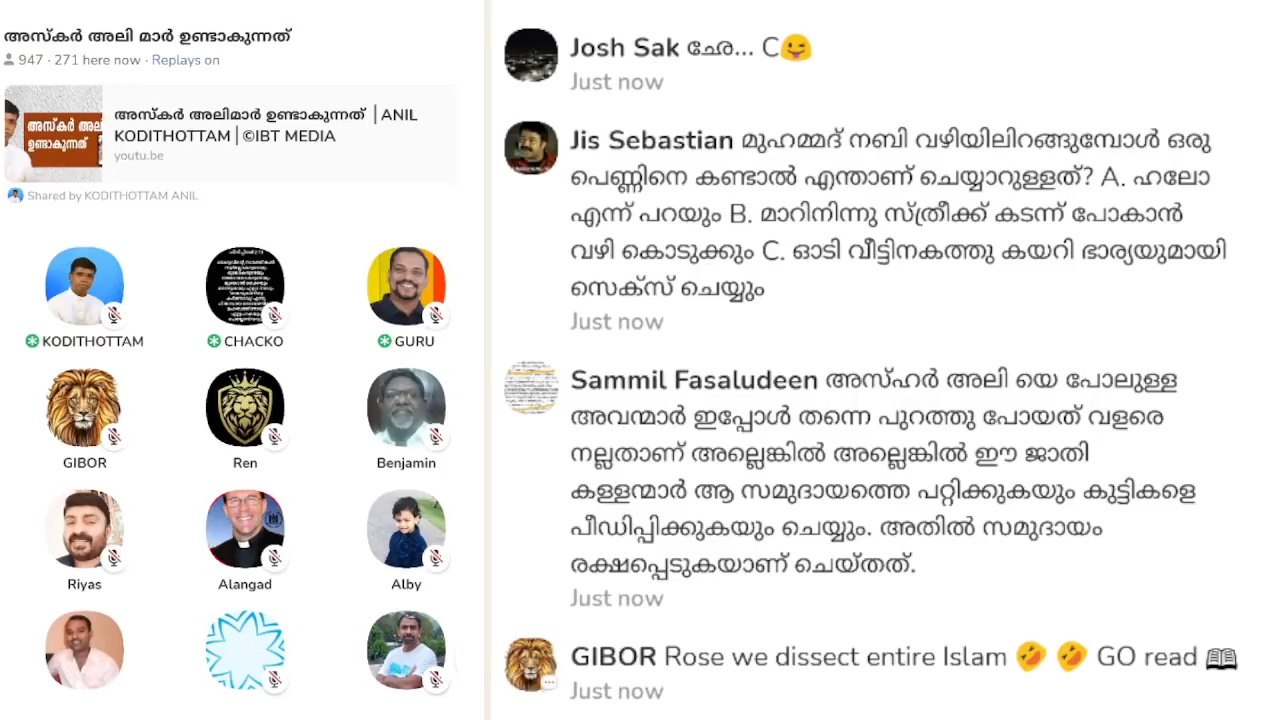 അസ്കർ അലി മാർ ഉണ്ടാകുന്നത്
947 · 271 here now · Replays on
അസ്കർ അലി
ഉണ്ടാകുന്നത്
അസ്കർ അലിമാർ ഉണ്ടാകുന്നത് | ANIL
KODITHOTTAM | ©IBT MEDIA
youtu.be
Shared by KODITHOTTAM ANIL
KODITHOTTAM
CHACKO
GURU
GIBOR
Ren
Benjamin
Riyas
Alangad
Alby
Josh Sak ഛേ... C😜
Just now
Jis Sebastian മുഹമ്മദ് നബി വഴിയിലിറങ്ങുമ്പോൾ ഒരു
പെണ്ണിനെ കണ്ടാൽ എന്താണ് ചെയ്യാറുള്ളത്? A. ഹലോ
എന്ന് പറയും B. മാറിനിന്നു സ്ത്രീക്ക് കടന്ന് പോകാൻ
വഴി കൊടുക്കും C. ഓടി വീട്ടിനകത്തു കയറി ഭാര്യയുമായി
സെക്സ് ചെയ്യും
Just now
Sammil Fasaludeen അസ്ഹർ അലി യെ പോലുള്ള
അവന്മാർ ഇപ്പോൾ തന്നെ പുറത്തു പോയത് വളരെ
നല്ലതാണ് അല്ലെങ്കിൽ അല്ലെങ്കിൽ ഈ ജാതി
കള്ളന്മാർ ആ സമുദായത്തെ പറ്റിക്കുകയും കുട്ടികളെ
പീഡിപ്പിക്കുകയും ചെയ്യും. അതിൽ സമുദായം
രക്ഷപ്പെടുകയാണ് ചെയ്തത്.
Just now
GIBOR Rose we dissect entire Islam 🤣 🤣 GO read 📖
Just now